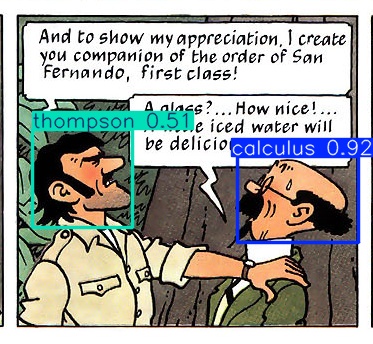 And to show my appreciation, I create
you companion of the order of San
Fernando, first class!
A glass?...How nice!...
iced water will
be delicio
thompson 0.51
calculus 0.92